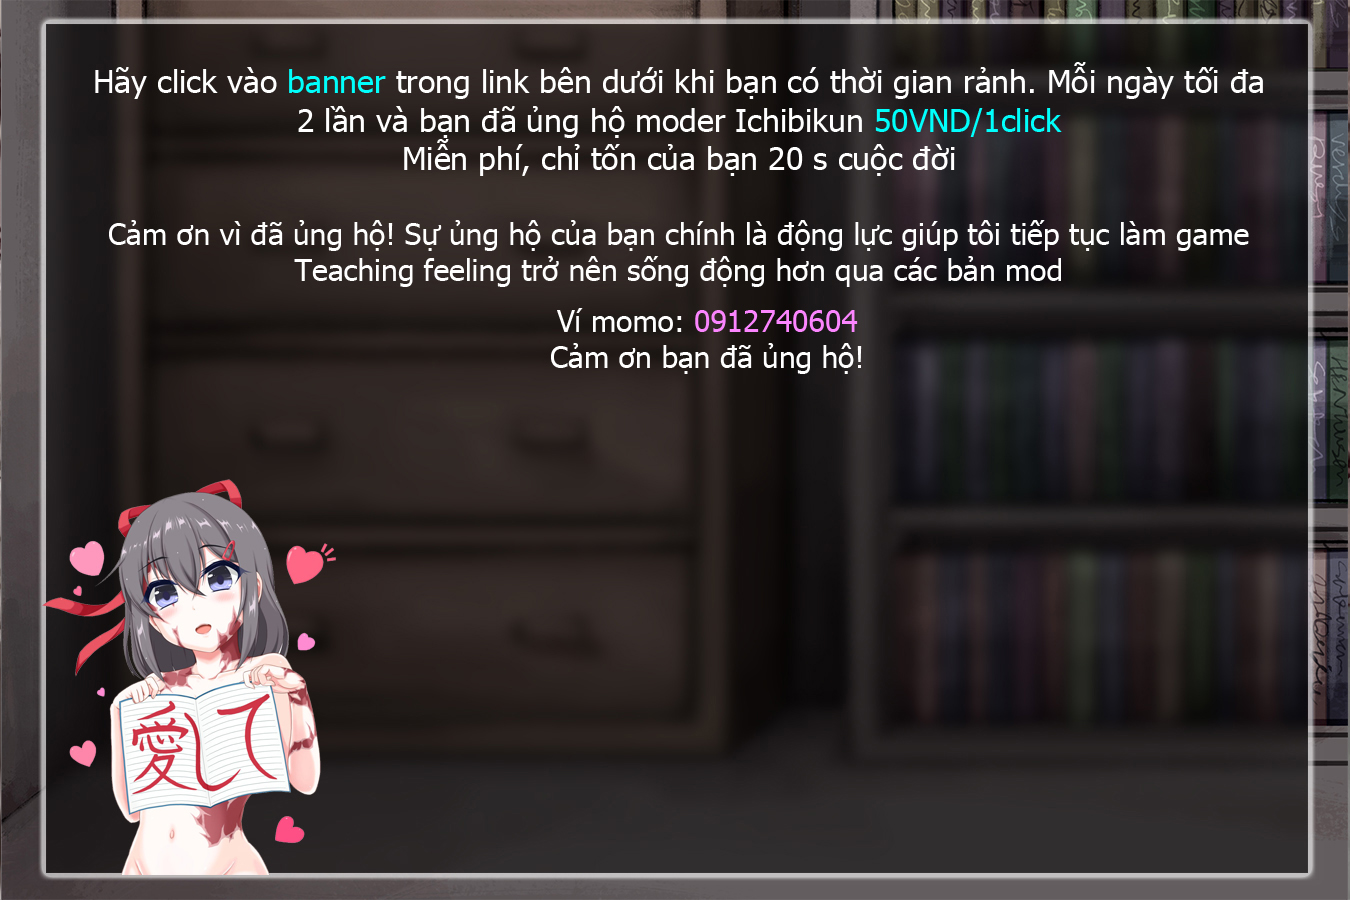 Hãy click vào banner trong link bên dưới khi bạn có thời gian rảnh. Mỗi ngày tối đa
2 lần và bạn đã ủng hộ moder Ichibikun 50VND/1click
Miễn phí, chỉ tốn của bạn 20 s cuộc đời
Cảm ơn vì đã ủng hộ! Sự ủng hộ của bạn chính là động lực giúp tôi tiếp tục làm game
Teaching feeling trở nên sống động hơn qua các bản mod
Ví momo: 0912740604
Cảm ơn bạn đã ủng hộ!
愛して